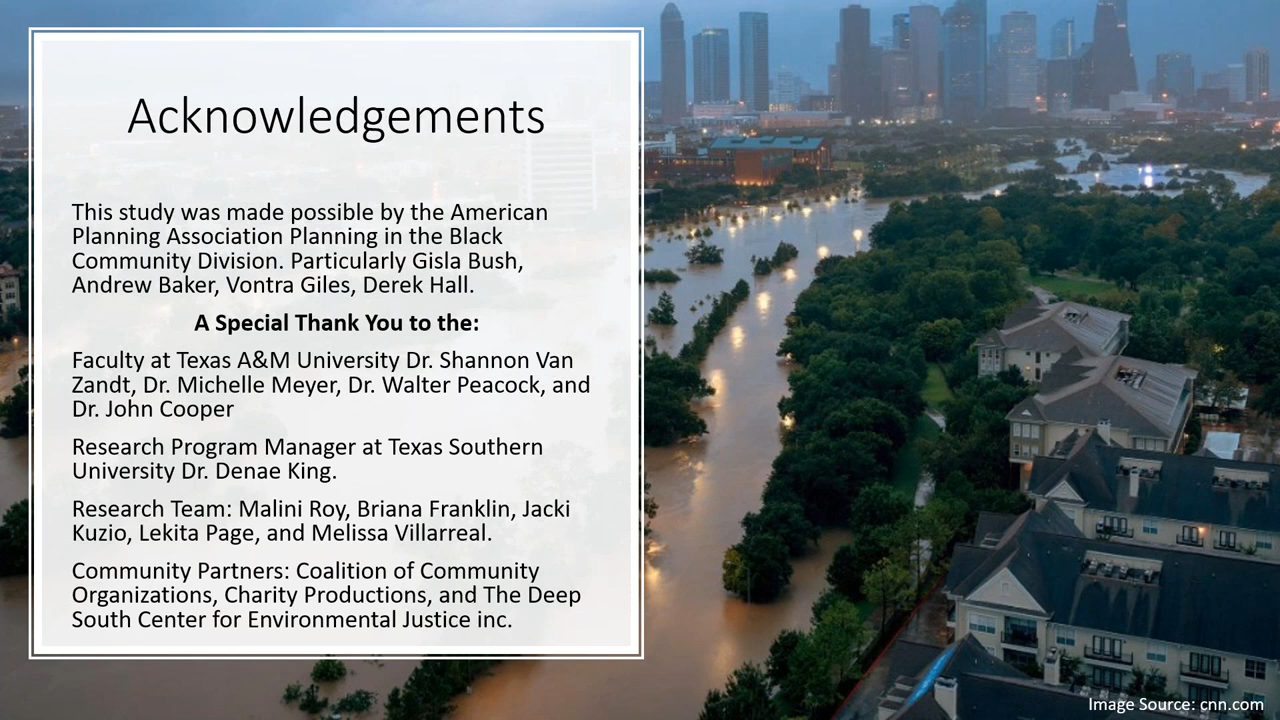 Acknowledgements
This study was made possible by the American
Planning Association Planning in the Black
Community Division. Particularly Gisla Bush,
Andrew Baker, Vontra Giles, Derek Hall.
A Special Thank You to the:
Faculty at Texas A&M University Dr. Shannon Van
Zandt, Dr. Michelle Meyer, Dr. Walter Peacock, and
Dr. John Cooper
Research Program Manager at Texas Southern
University Dr. Denae King.
Research Team: Malini Roy, Briana Franklin, Jacki
Kuzio, Lekita Page, and Melissa Villarreal.
Community Partners: Coalition of Community
Organizations, Charity Productions, and The Deep
South Center for Environmental Justice inc.
Image Source: cnn.com